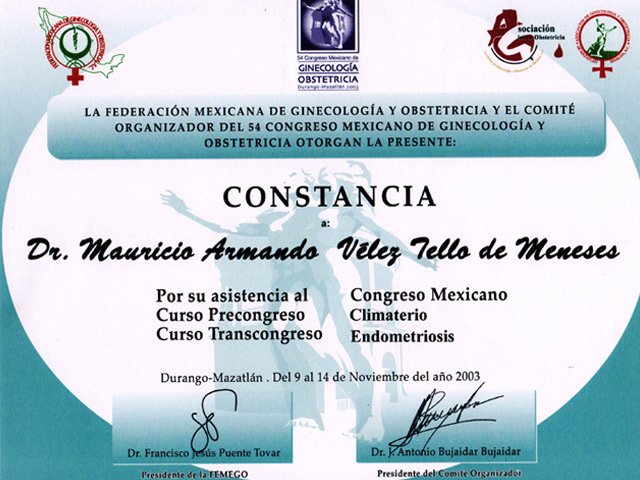 54 Congreso Mexicano de
GINECOLOGÍA
OBSTETRICIA
Durango-Mazatlán 2003
Asociación
Obstetricia
LA FEDERACIÓN MEXICANA DE GINECOLOGÍA Y OBSTETRICIA Y EL COMITÉ
ORGANIZADOR DEL 54 CONGRESO MEXICANO DE GINECOLOGÍA Y
OBSTETRICIA OTORGAN LA PRESENTE:
CONSTANCIA
a:
Dr. Mauricio Armando Vélez Tello de Meneses
Por su asistencia al Congreso Mexicano
Curso Precongreso Climaterio
Curso Transcongreso Endometriosis
Durango-Mazatlán . Del 9 al 14 de Noviembre del año 2003
Dr. Francisco Jesús Puente Tovar Dr. J. Antonio Bujaidar Bujaidar
Presidente de la FEMEGO Presidente del Comité Organizador